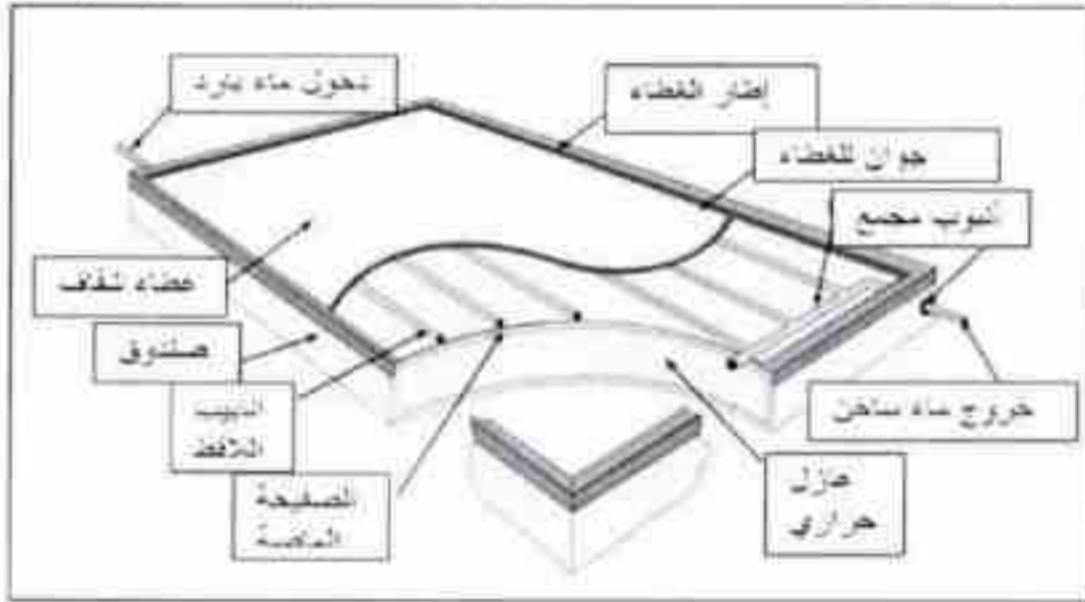 دخول ماء بارد
إطار الغطاء
جوان للغطاء
أنبوب مجمع
غطاء شفاف
صندوق
انابيب
اللاقط
الصفيحة
الماصة
عازل
حراري
خروج ماء ساخن